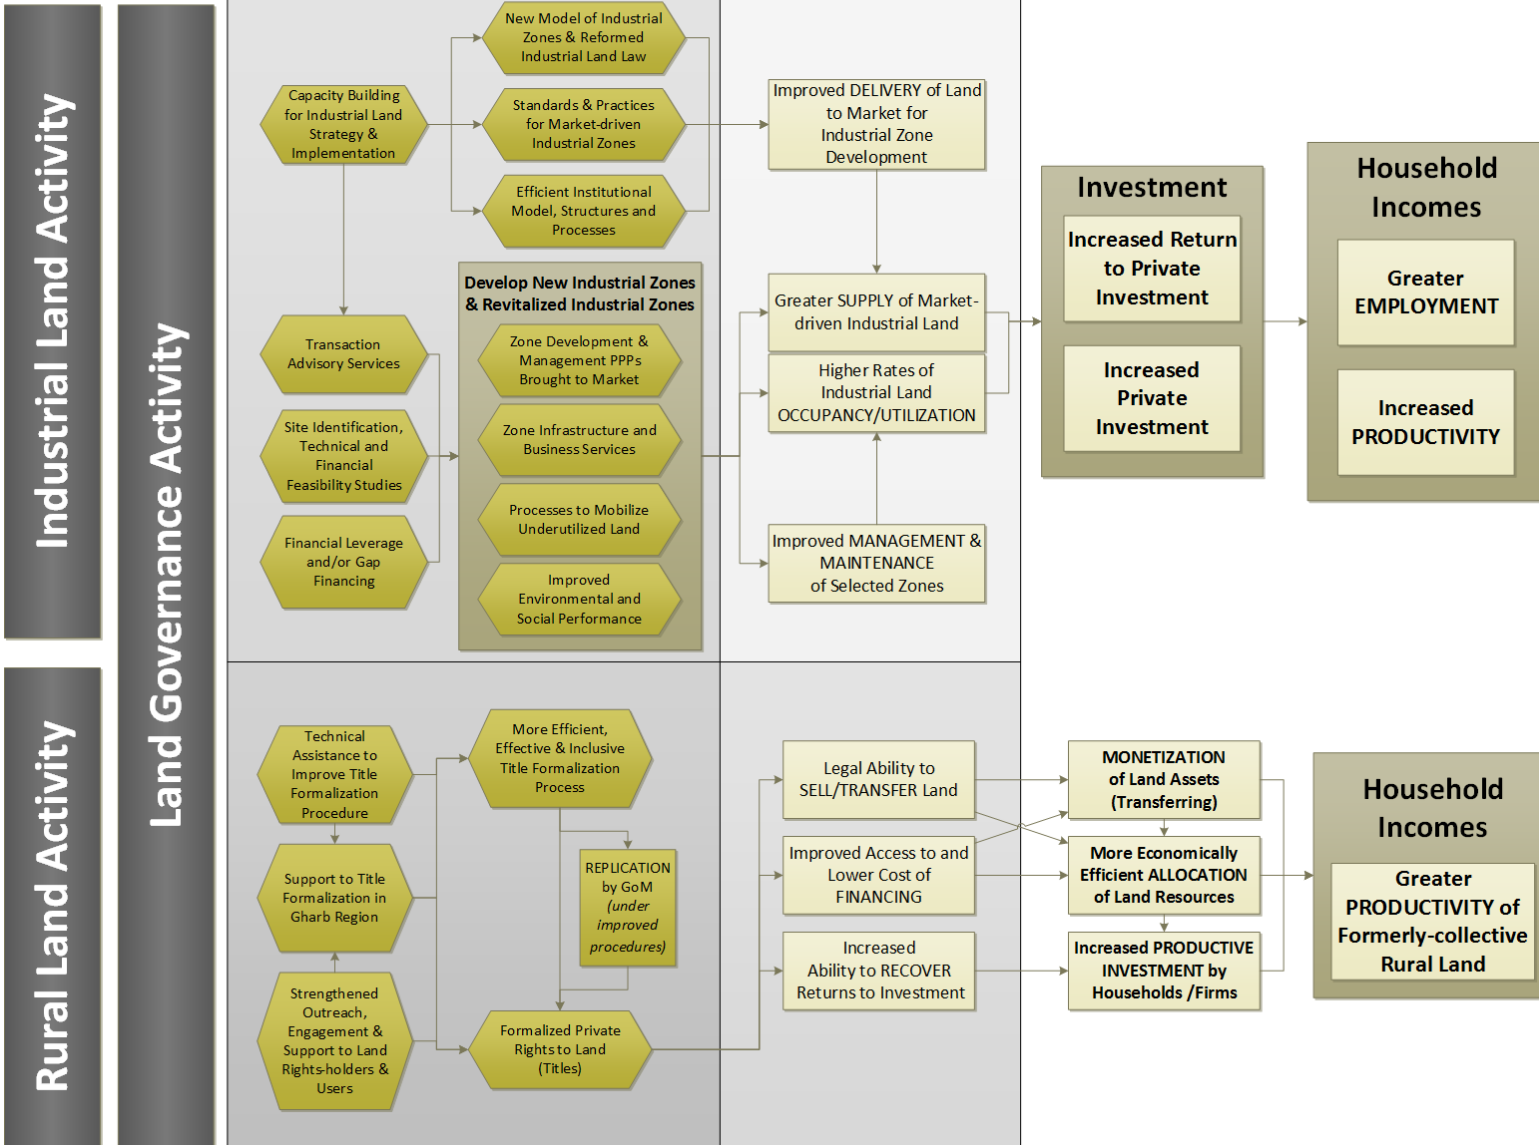 Industrial Land Activity
Land Governance Activity
Rural Land Activity
Capacity Building
for Industrial Land
Strategy &
Implementation
New Model of Industrial
Zones & Reformed
Industrial Land Law
Standards & Practices
for Market-driven
Industrial Zones
Efficient Institutional
Model, Structures and
Processes
Transaction
Advisory Services
Site Identification,
Technical and
Financial
Feasibility Studies
Financial Leverage
and/or Gap
Financing
Develop New Industrial Zones
& Revitalized Industrial Zones
Zone Development &
Management PPPs
Brought to Market
Zone Infrastructure and
Business Services
Processes to Mobilize
Underutilized Land
Improved
Environmental and
Social Performance
Improved DELIVERY of Land
to Market for
Industrial Zone
Development
Greater SUPPLY of Market-
driven Industrial Land
Higher Rates of
Industrial Land
OCCUPANCY/UTILIZATION
Improved MANAGEMENT &
MAINTENANCE
of Selected Zones
Investment
Increased Return
to Private
Investment
Increased
Private
Investment
Household
Incomes
Greater
EMPLOYMENT
Increased
PRODUCTIVITY
Technical
Assistance to
Improve Title
Formalization
Procedure
Support to Title
Formalization in
Gharb Region
Strengthened
Outreach,
Engagement &
Support to Land
Rights-holders &
Users
More Efficient,
Effective & Inclusive
Title Formalization
Process
REPLICATION
by GoM
(under
improved
procedures)
Formalized Private
Rights to Land
(Titles)
Legal Ability to
SELL/TRANSFER Land
Improved Access to and
Lower Cost of
FINANCING
Increased
Ability to RECOVER
Returns to Investment
MONETIZATION
of Land Assets
(Transferring)
More Economically
Efficient ALLOCATION
of Land Resources
Increased PRODUCTIVE
INVESTMENT by
Households /Firms
Household
Incomes
Greater
PRODUCTIVITY of
Formerly-collective
Rural Land